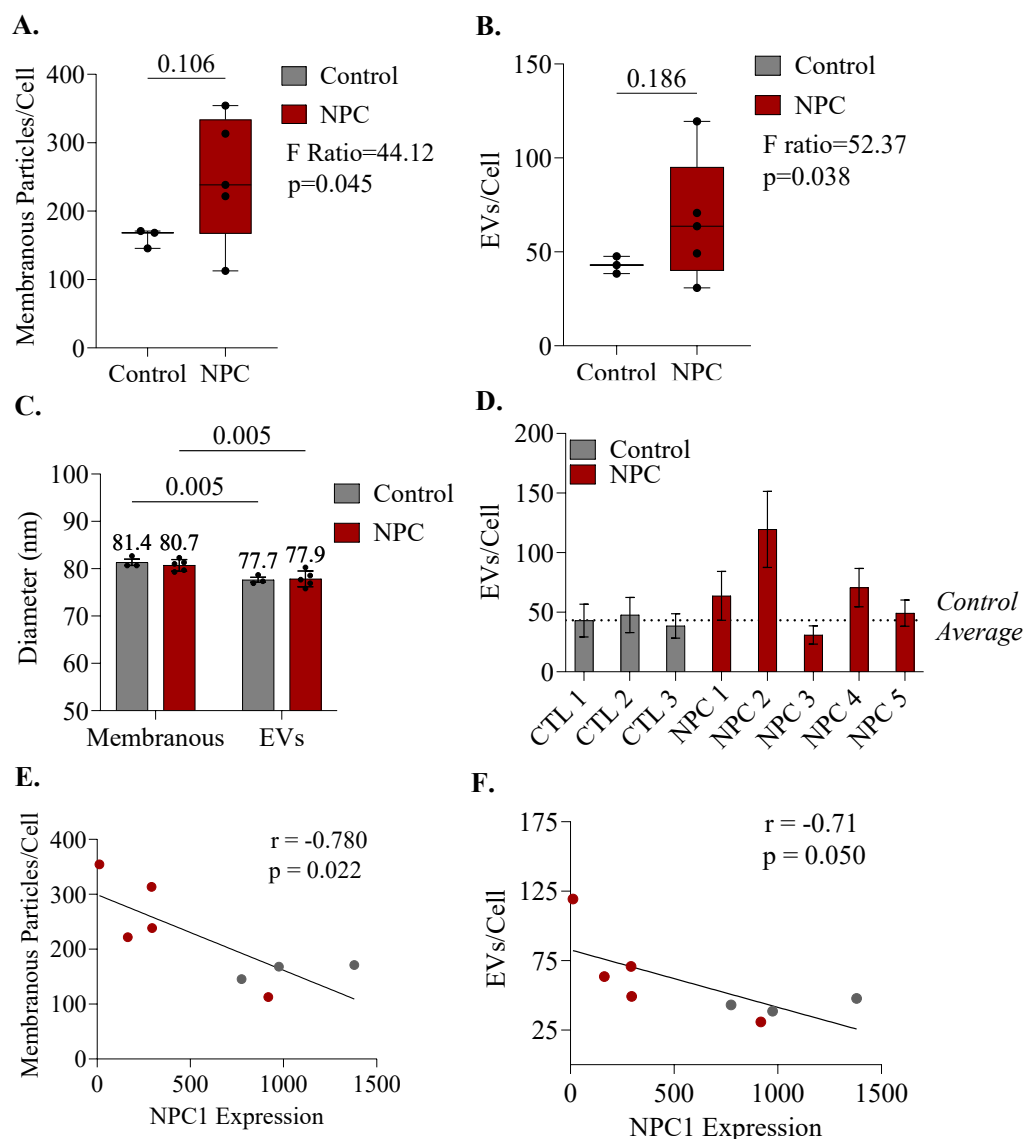 A.
0.106
Control
NPC
F Ratio=44.12
p=0.045
Membranous Particles/Cell
400
300
200
100
0
Control NPC
B.
0.186
Control
NPC
F ratio=52.37
p=0.038
EVs/Cell
150
100
50
0
Control NPC
C.
0.005
0.005
Control
NPC
Diameter (nm)
100
90
80
70
60
50
81.4 80.7 77.7 77.9
Membranous EVs
D.
Control
NPC
EVs/Cell
200
150
100
50
0
Control
Average
CTL 1 CTL 2 CTL 3 NPC 1 NPC 2 NPC 3 NPC 4 NPC 5
E.
r = -0.780
p = 0.022
Membranous Particles/Cell
400
300
200
100
0
0 500 1000 1500
NPC1 Expression
F.
r = -0.71
p = 0.050
EVs/Cell
175
125
75
25
0 500 1000 1500
NPC1 Expression